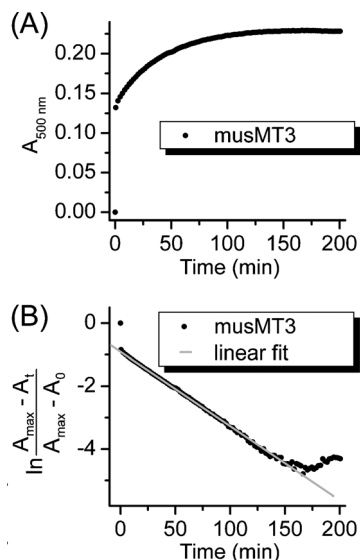 (A)
0.20
0.15
0.10
0.05
0.00
A500 nm
musMT3
0 50 100 150 200
Time (min)
(B)
0
-2
-4
ln (Amax - At) / (Amax - A0)
musMT3
linear fit
0 50 100 150 200
Time (min)